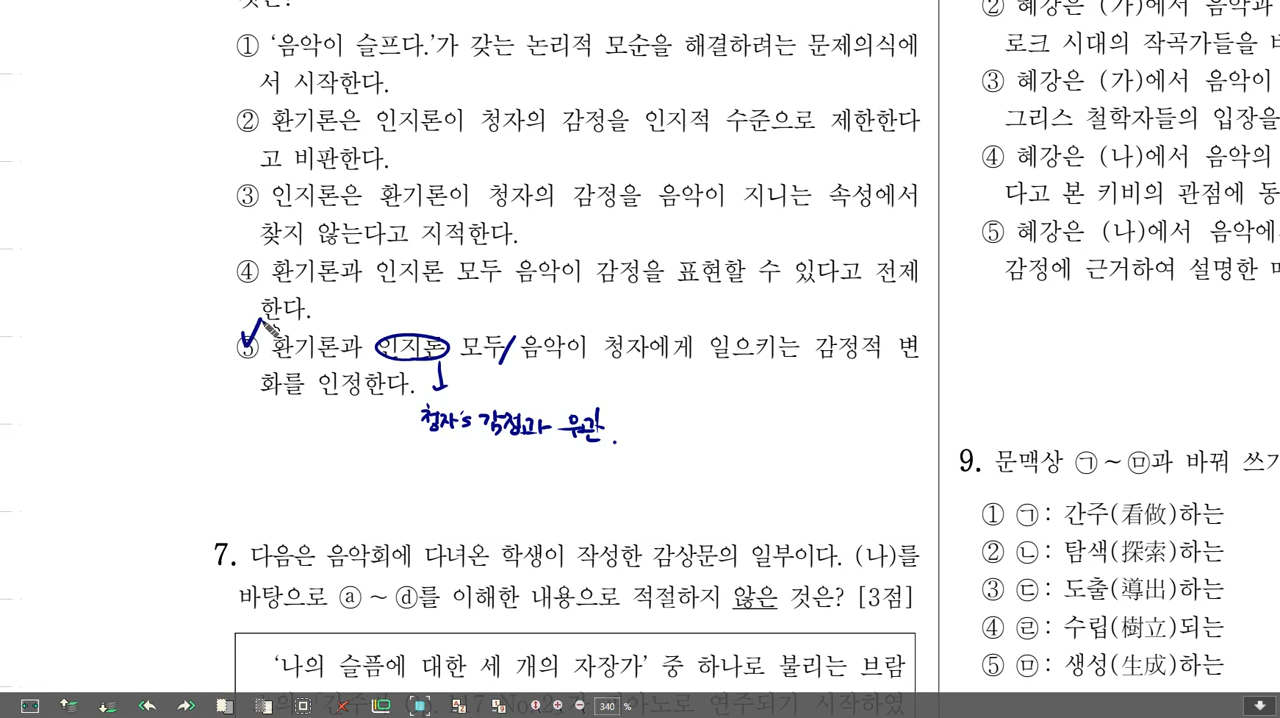 ① ‘음악이 슬프다.’가 갖는 논리적 모순을 해결하려는 문제의식에
서 시작한다.
② 환기론은 인지론이 청자의 감정을 인지적 수준으로 제한한다
고 비판한다.
③ 인지론은 환기론이 청자의 감정을 음악이 지니는 속성에서
찾지 않는다고 지적한다.
④ 환기론과 인지론 모두 음악이 감정을 표현할 수 있다고 전제
한다.
⑤ 환기론과 인지론 모두 음악이 청자에게 일으키는 감정적 변
화를 인정한다.
청자's 감정과 무관.
7. 다음은 음악회에 다녀온 학생이 작성한 감상문의 일부이다. (나)를
바탕으로 ⓐ ~ ⓓ를 이해한 내용으로 적절하지 않은 것은? [3점]
‘나의 슬픔에 대한 세 개의 자장가’ 중 하나로 불리는 브람
② 혜강은 (가)에서 음악과
로크 시대의 작곡가들을
③ 혜강은 (가)에서 음악이
그리스 철학자들의 입장을
④ 혜강은 (나)에서 음악의
다고 본 키비의 관점에 동
⑤ 혜강은 (나)에서 음악에
감정에 근거하여 설명한
9. 문맥상 ㉠ ~ ㉤과 바꿔 쓰기
① ㉠: 간주(看做)하는
② ㉡: 탐색(探索)하는
③ ㉢: 도출(導出)하는
④ ㉣: 수립(樹立)되는
⑤ ㉤: 생성(生成)하는
340 %